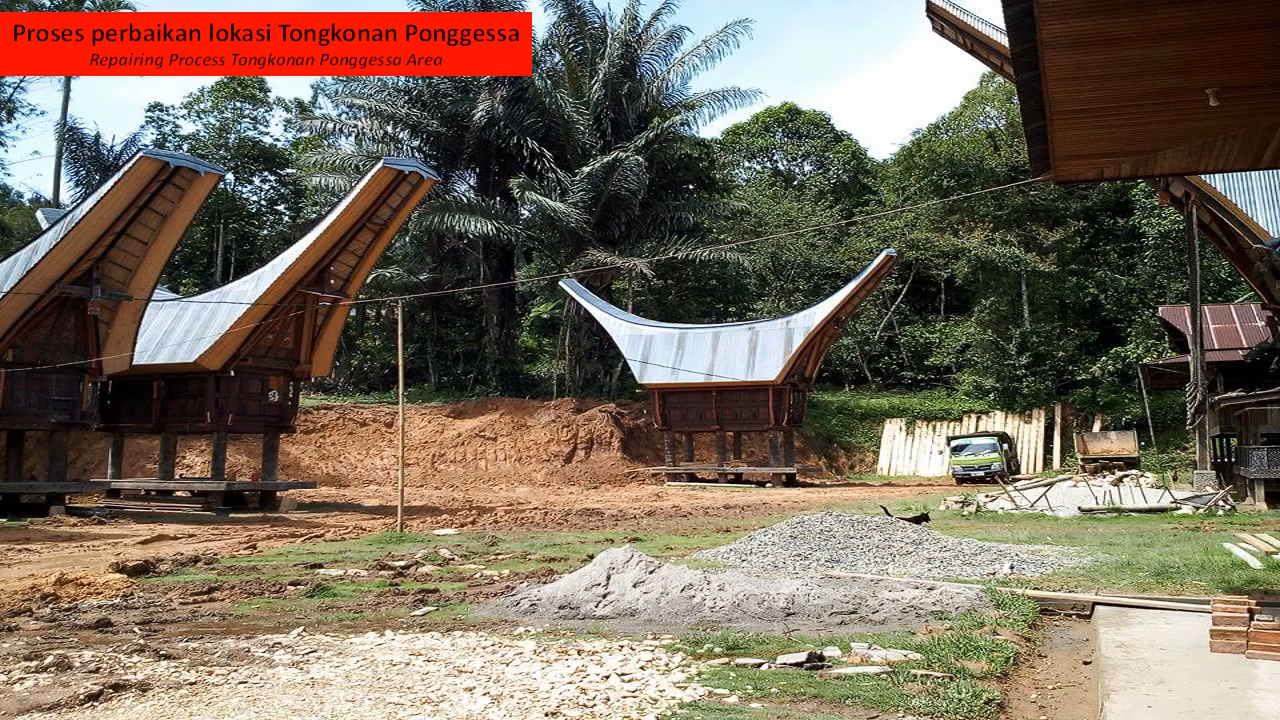 Proses perbaikan lokasi Tongkonan Ponggessa
Repairing Process Tongkonan Ponggessa Area